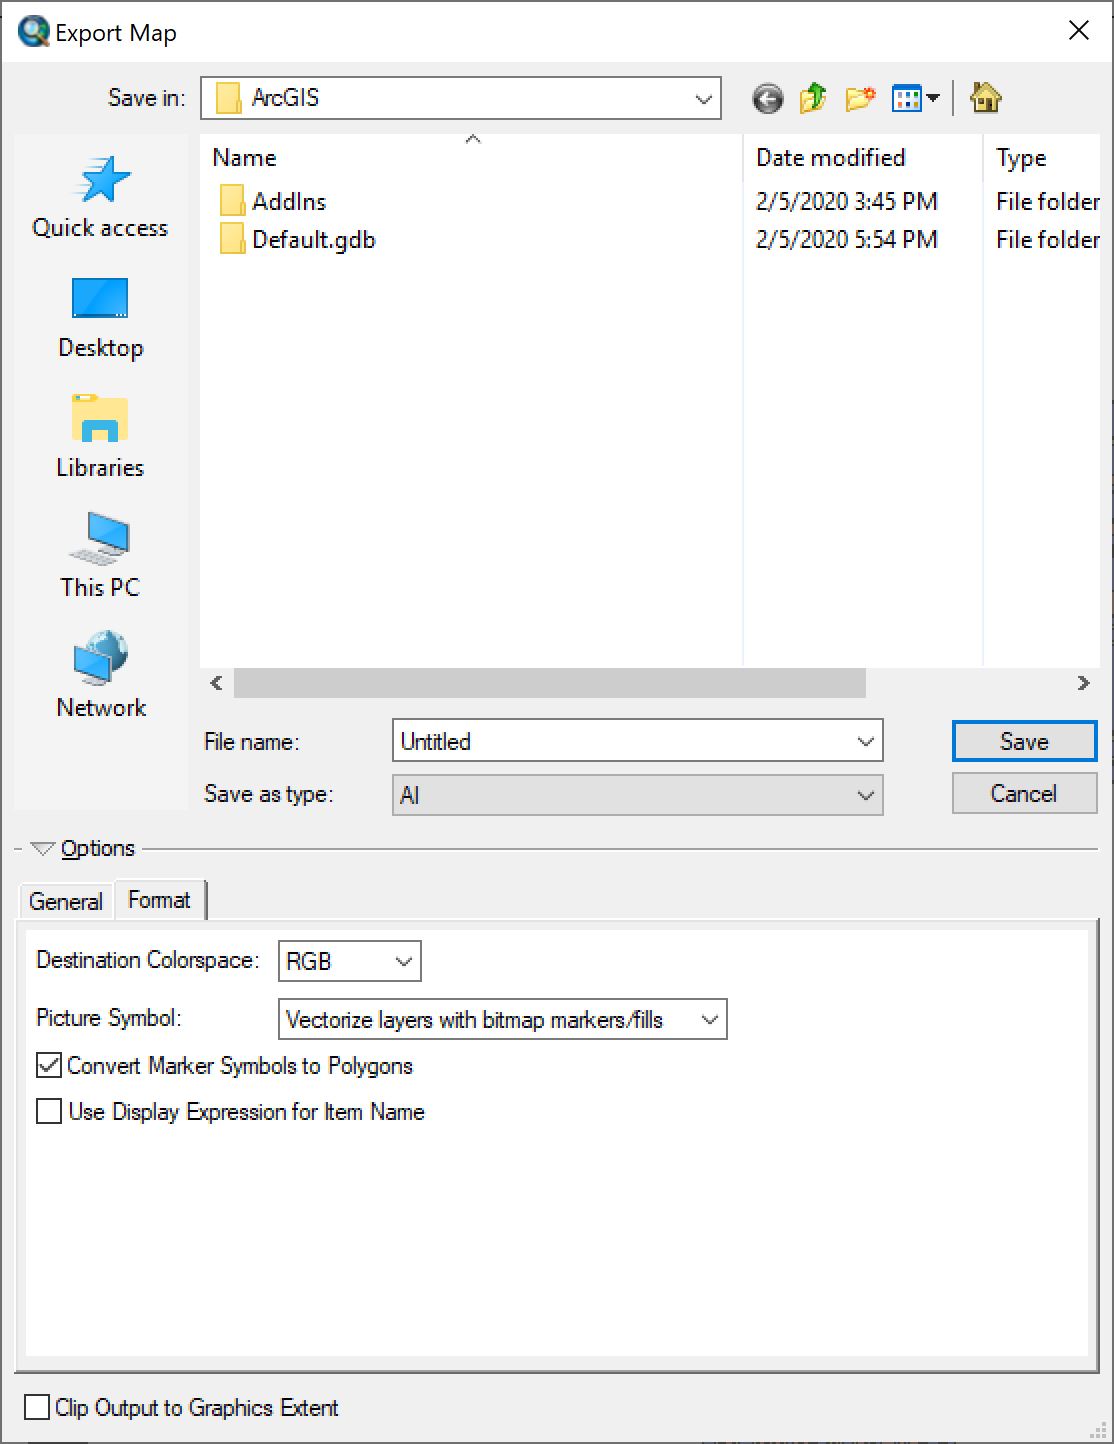 Export Map
Save in: ArcGIS
Name Date modified Type
AddIns 2/5/2020 3:45 PM File folder
Default.gdb 2/5/2020 5:54 PM File folder
Quick access
Desktop
Libraries
This PC
Network
File name: Untitled Save
Save as type: AI Cancel
Options
General Format
Destination Colorspace: RGB
Picture Symbol: Vectorize layers with bitmap markers/fills
Convert Marker Symbols to Polygons
Use Display Expression for Item Name
Clip Output to Graphics Extent